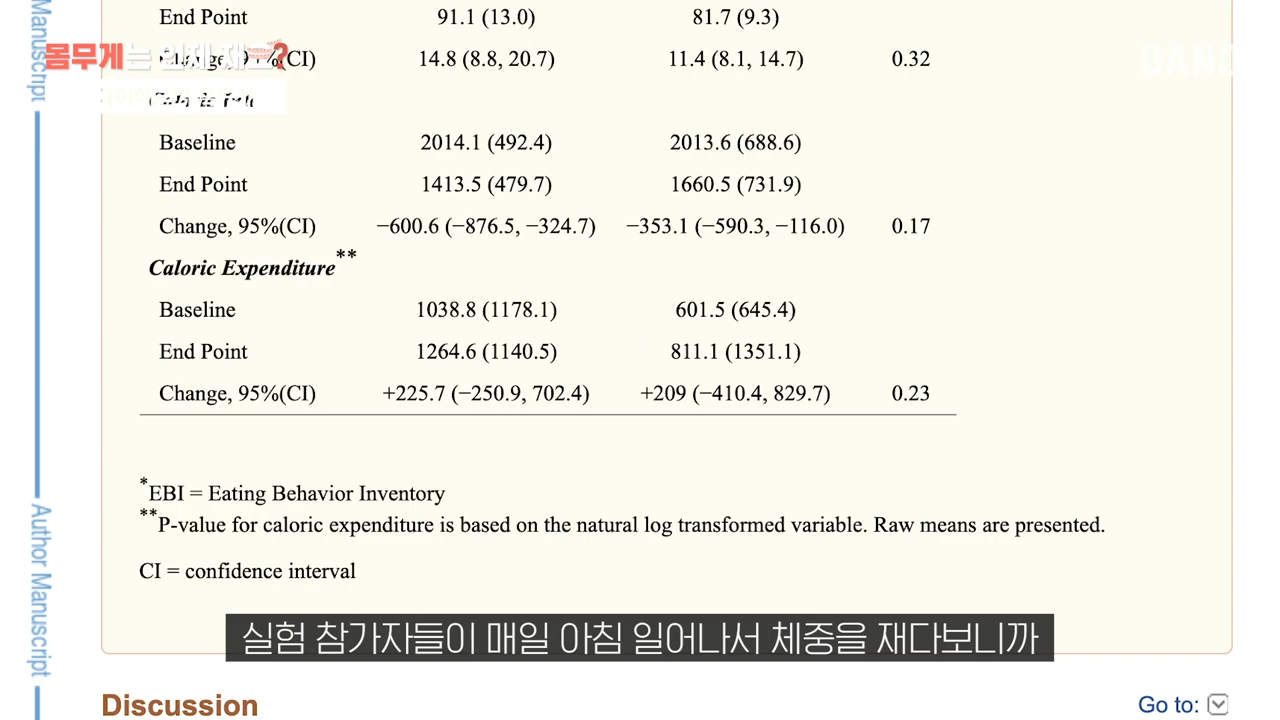 Manuscript
End Point 91.1 (13.0) 81.7 (9.3)
몸무게는 언제 재고?
(CI) 14.8 (8.8, 20.7) 11.4 (8.1, 14.7) 0.32
Baseline 2014.1 (492.4) 2013.6 (688.6)
End Point 1413.5 (479.7) 1660.5 (731.9)
Change, 95%(CI) −600.6 (−876.5, −324.7) −353.1 (−590.3, −116.0) 0.17
Caloric Expenditure**
Baseline 1038.8 (1178.1) 601.5 (645.4)
End Point 1264.6 (1140.5) 811.1 (1351.1)
Change, 95%(CI) +225.7 (−250.9, 702.4) +209 (−410.4, 829.7) 0.23
*EBI = Eating Behavior Inventory
**P-value for caloric expenditure is based on the natural log transformed variable. Raw means are presented.
CI = confidence interval
Author Manuscript
실험 참가자들이 매일 아침 일어나서 체중을 재다보니까
Discussion
Go to: